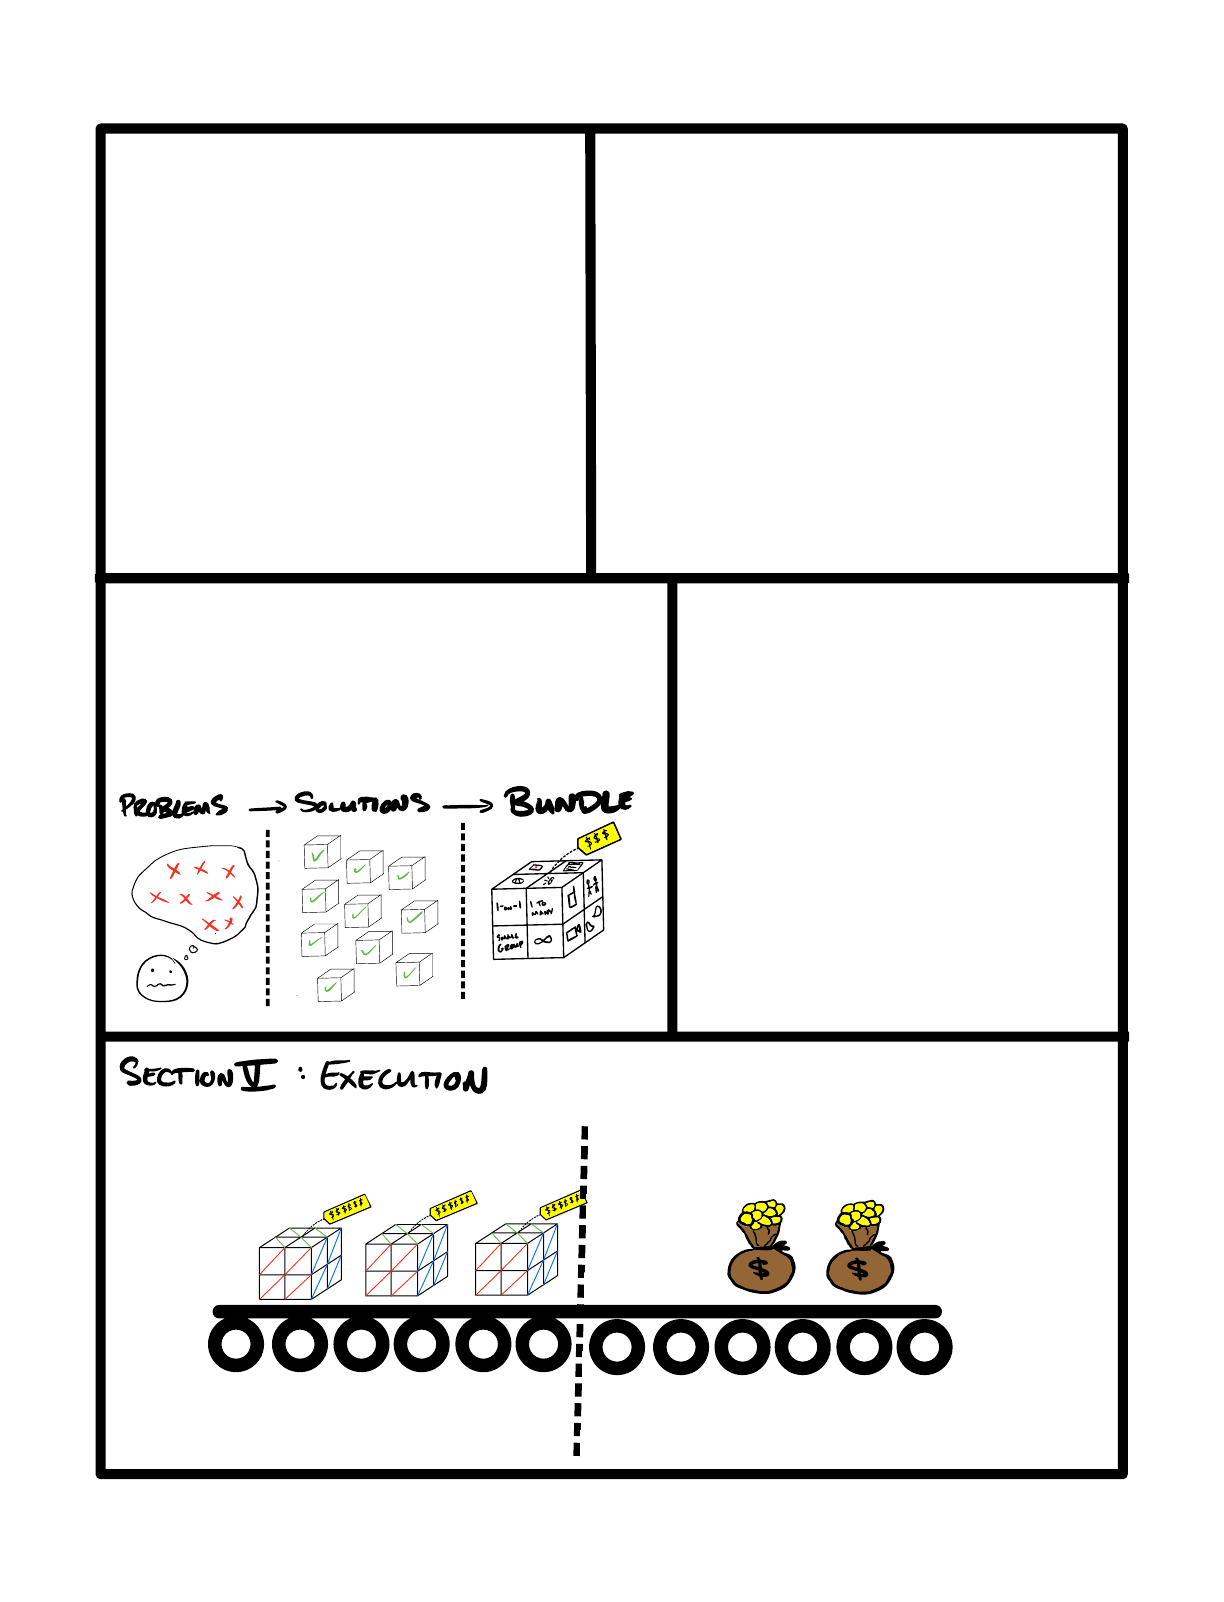 PROBLEMS → SOLUTIONS → BUNDLE
$$$
1-ON-1
1 TO MANY
SMALL GROUP
∞
SECTION V : EXECUTION
$$$$$$
$$$$$$
$$$$$$
$
$